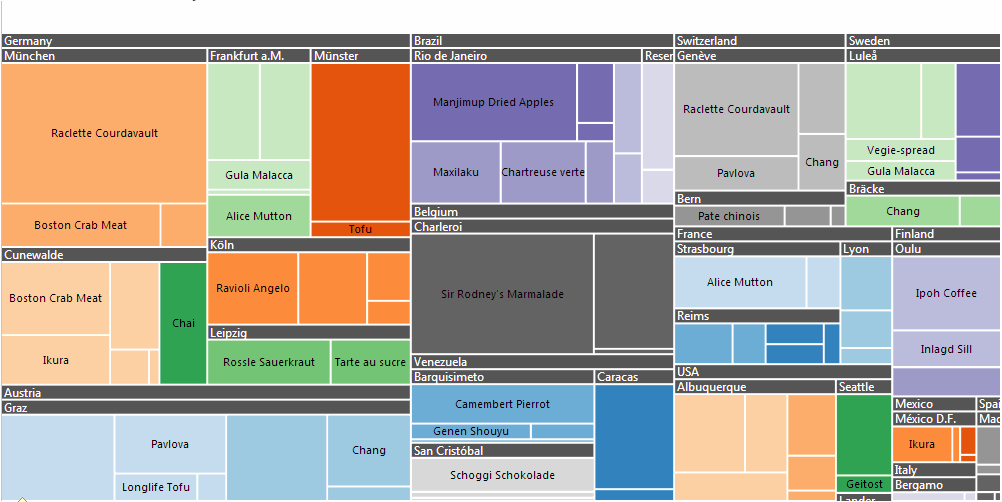 Germany
München
Raclette Courdavault
Boston Crab Meat
Frankfurt a.M.
Gula Malacca
Alice Mutton
Münster
Tofu
Cunewalde
Boston Crab Meat
Ikura
Chai
Köln
Ravioli Angelo
Leipzig
Rossle Sauerkraut
Tarte au sucre
Austria
Graz
Pavolova
Longlife Tofu
Chang
Brazil
Rio de Janeiro
Manjimup Dried Apples
Maxilaku
Chartreuse verte
Reser
Belgium
Charleroi
Sir Rodney's Marmalade
Venezuela
Barquisimeto
Camembert Pierrot
Genen Shouyu
Caracas
San Cristóbal
Schoggi Schokolade
Switzerland
Genève
Raclette Courdavault
Pavlova
Chang
Bern
Pate chinois
Sweden
Luleå
Vegie-spread
Gula Malacca
Bräcke
Chang
France
Strasbourg
Alice Mutton
Lyon
Reims
Finland
Oulu
Ipoh Coffee
Inlagd Sill
USA
Albuquerque
Seattle
Geitost
Lander
Mexico
México D.F.
Ikura
Spai
Mad
Italy
Bergamo